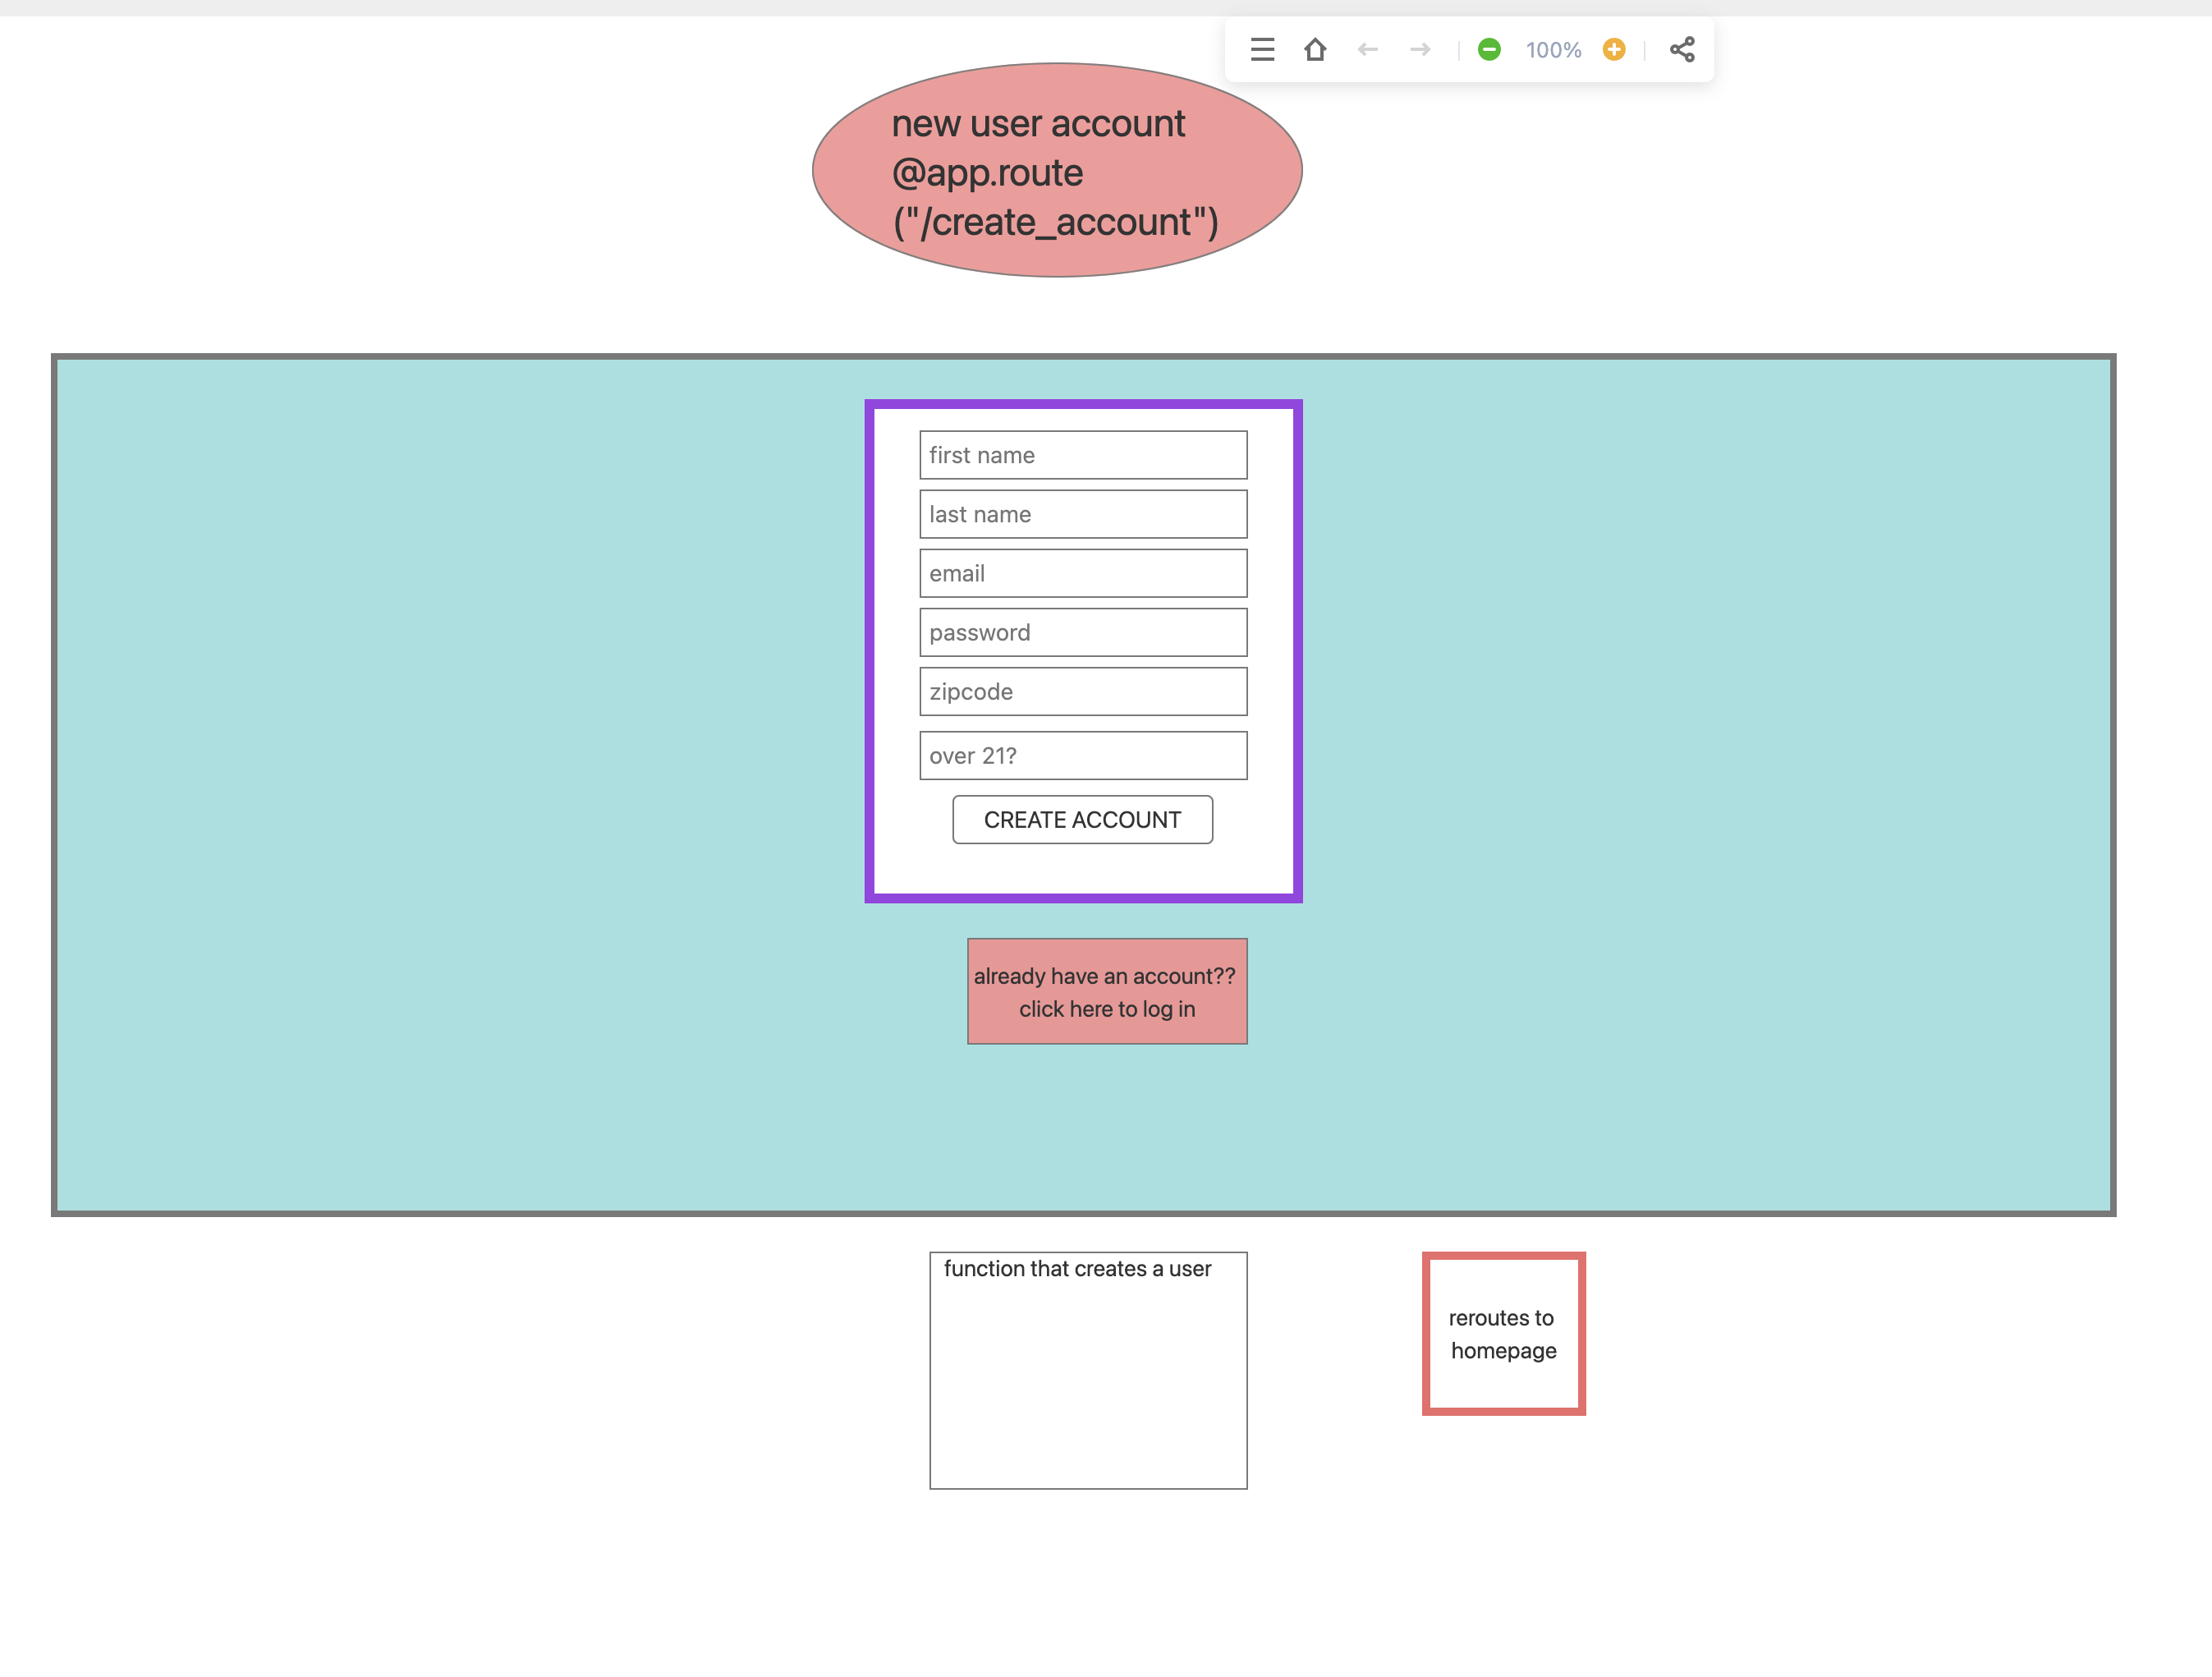 100%
new user account
@app.route
("/create_account")
first name
last name
email
password
zipcode
over 21?
CREATE ACCOUNT
already have an account??
click here to log in
function that creates a user
reroutes to
homepage